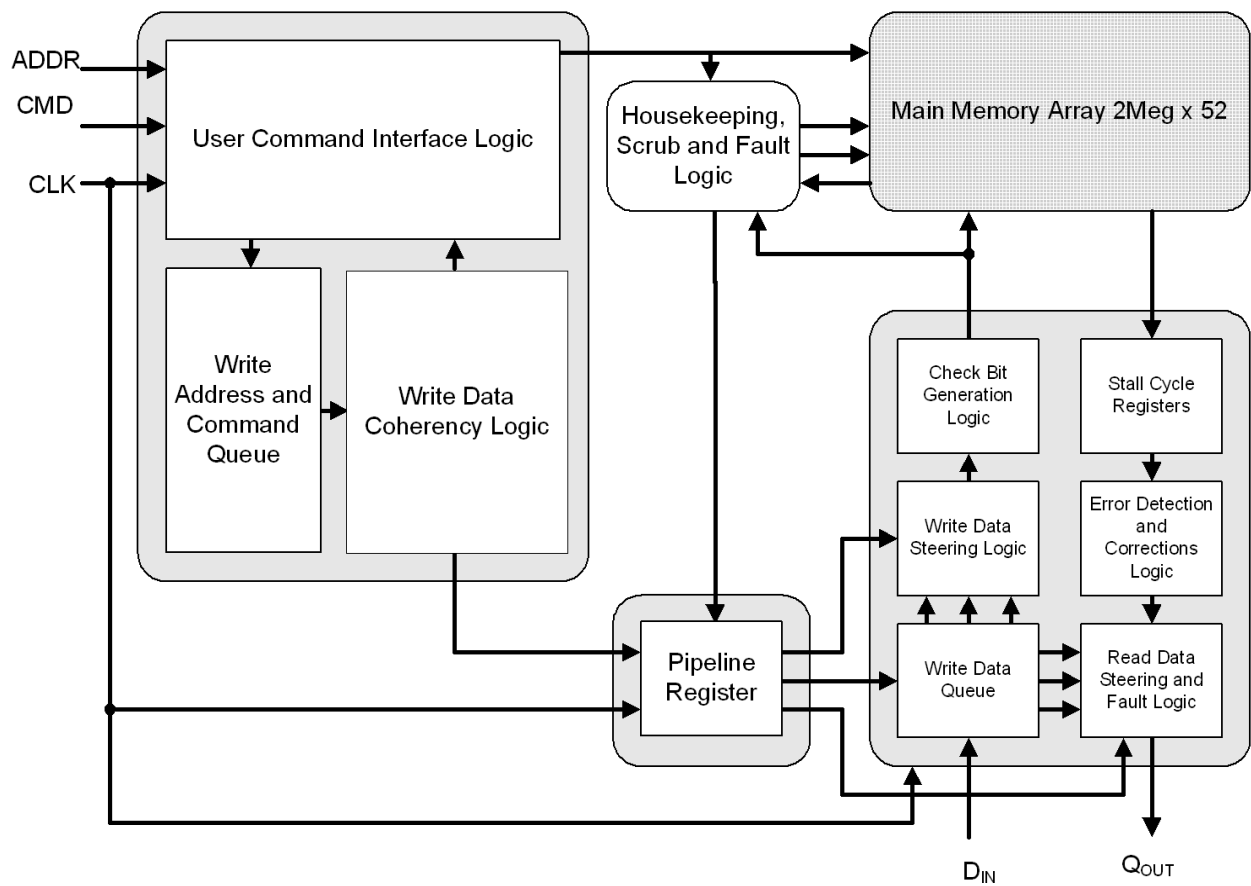 ADDR
CMD
CLK
User Command Interface Logic
Housekeeping,
Scrub and Fault
Logic
Main Memory Array 2Meg x 52
Write
Address and
Command
Queue
Write Data
Coherency Logic
Check Bit
Generation
Logic
Stall Cycle
Registers
Write Data
Steering Logic
Error Detection
and
Corrections
Logic
Pipeline
Register
Write Data
Queue
Read Data
Steering and
Fault Logic
DIN
QOUT